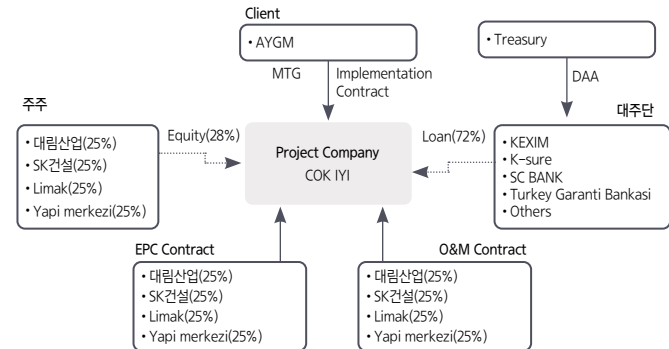 Client
• AYGM
• Treasury
MTG
Implementation
Contract
DAA
주주
• 대림산업(25%)
• SK건설(25%)
• Limak(25%)
• Yapi merkezi(25%)
Equity(28%)
Project Company
COK IYI
Loan(72%)
대주단
• KEXIM
• K-sure
• SC BANK
• Turkey Garanti Bankasi
• Others
EPC Contract
• 대림산업(25%)
• SK건설(25%)
• Limak(25%)
• Yapi merkezi(25%)
O&M Contract
• 대림산업(25%)
• SK건설(25%)
• Limak(25%)
• Yapi merkezi(25%)